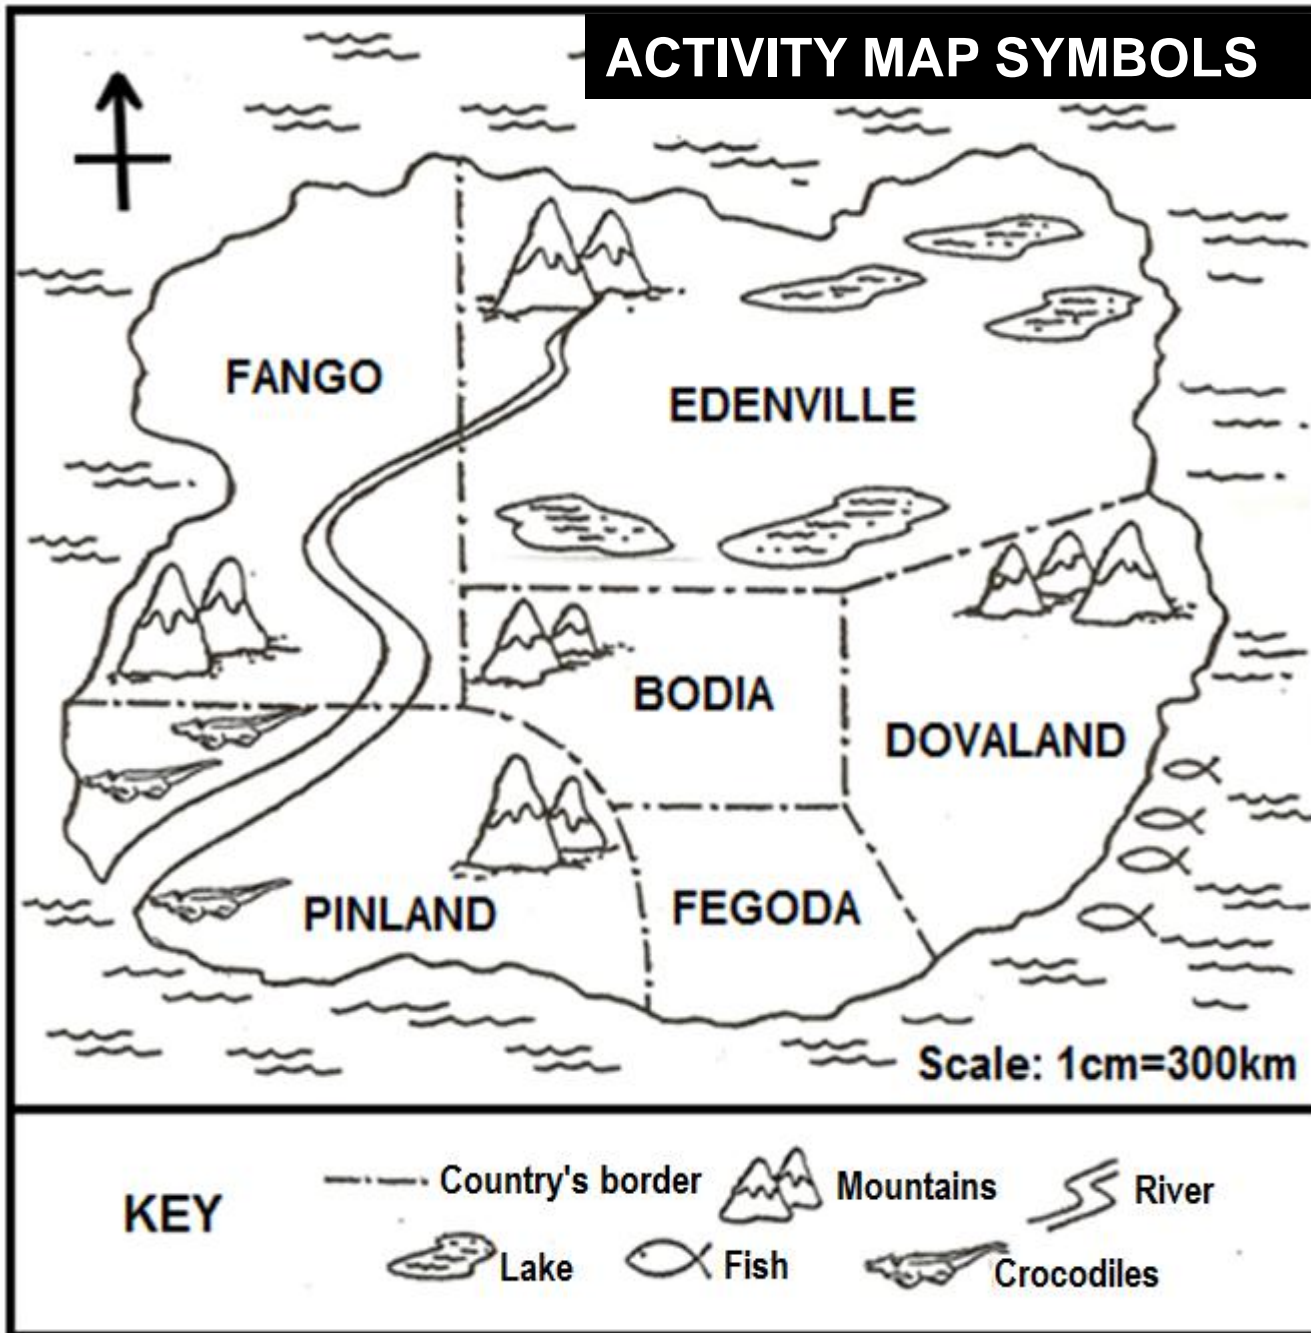 ACTIVITY MAP SYMBOLS
FANGO
EDENVILLE
BODIA
DOVALAND
PINLAND
FEGODA
Scale: 1cm=300km
KEY
Country's border
Mountains
River
Lake
Fish
Crocodiles